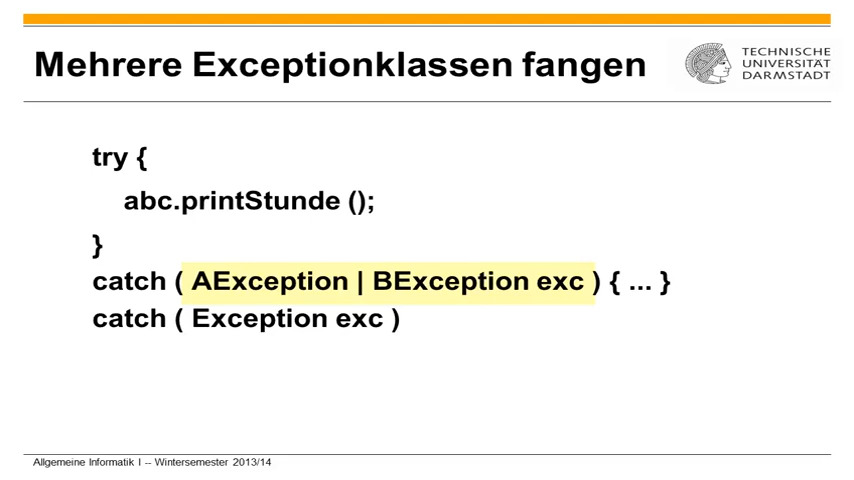 Mehrere Exceptionklassen fangen
TECHNISCHE
UNIVERSITÄT
DARMSTADT
try {
abc.printStunde ();
}
catch ( AException | BException exc ) { ... }
catch ( Exception exc )
Allgemeine Informatik I -- Wintersemester 2013/14